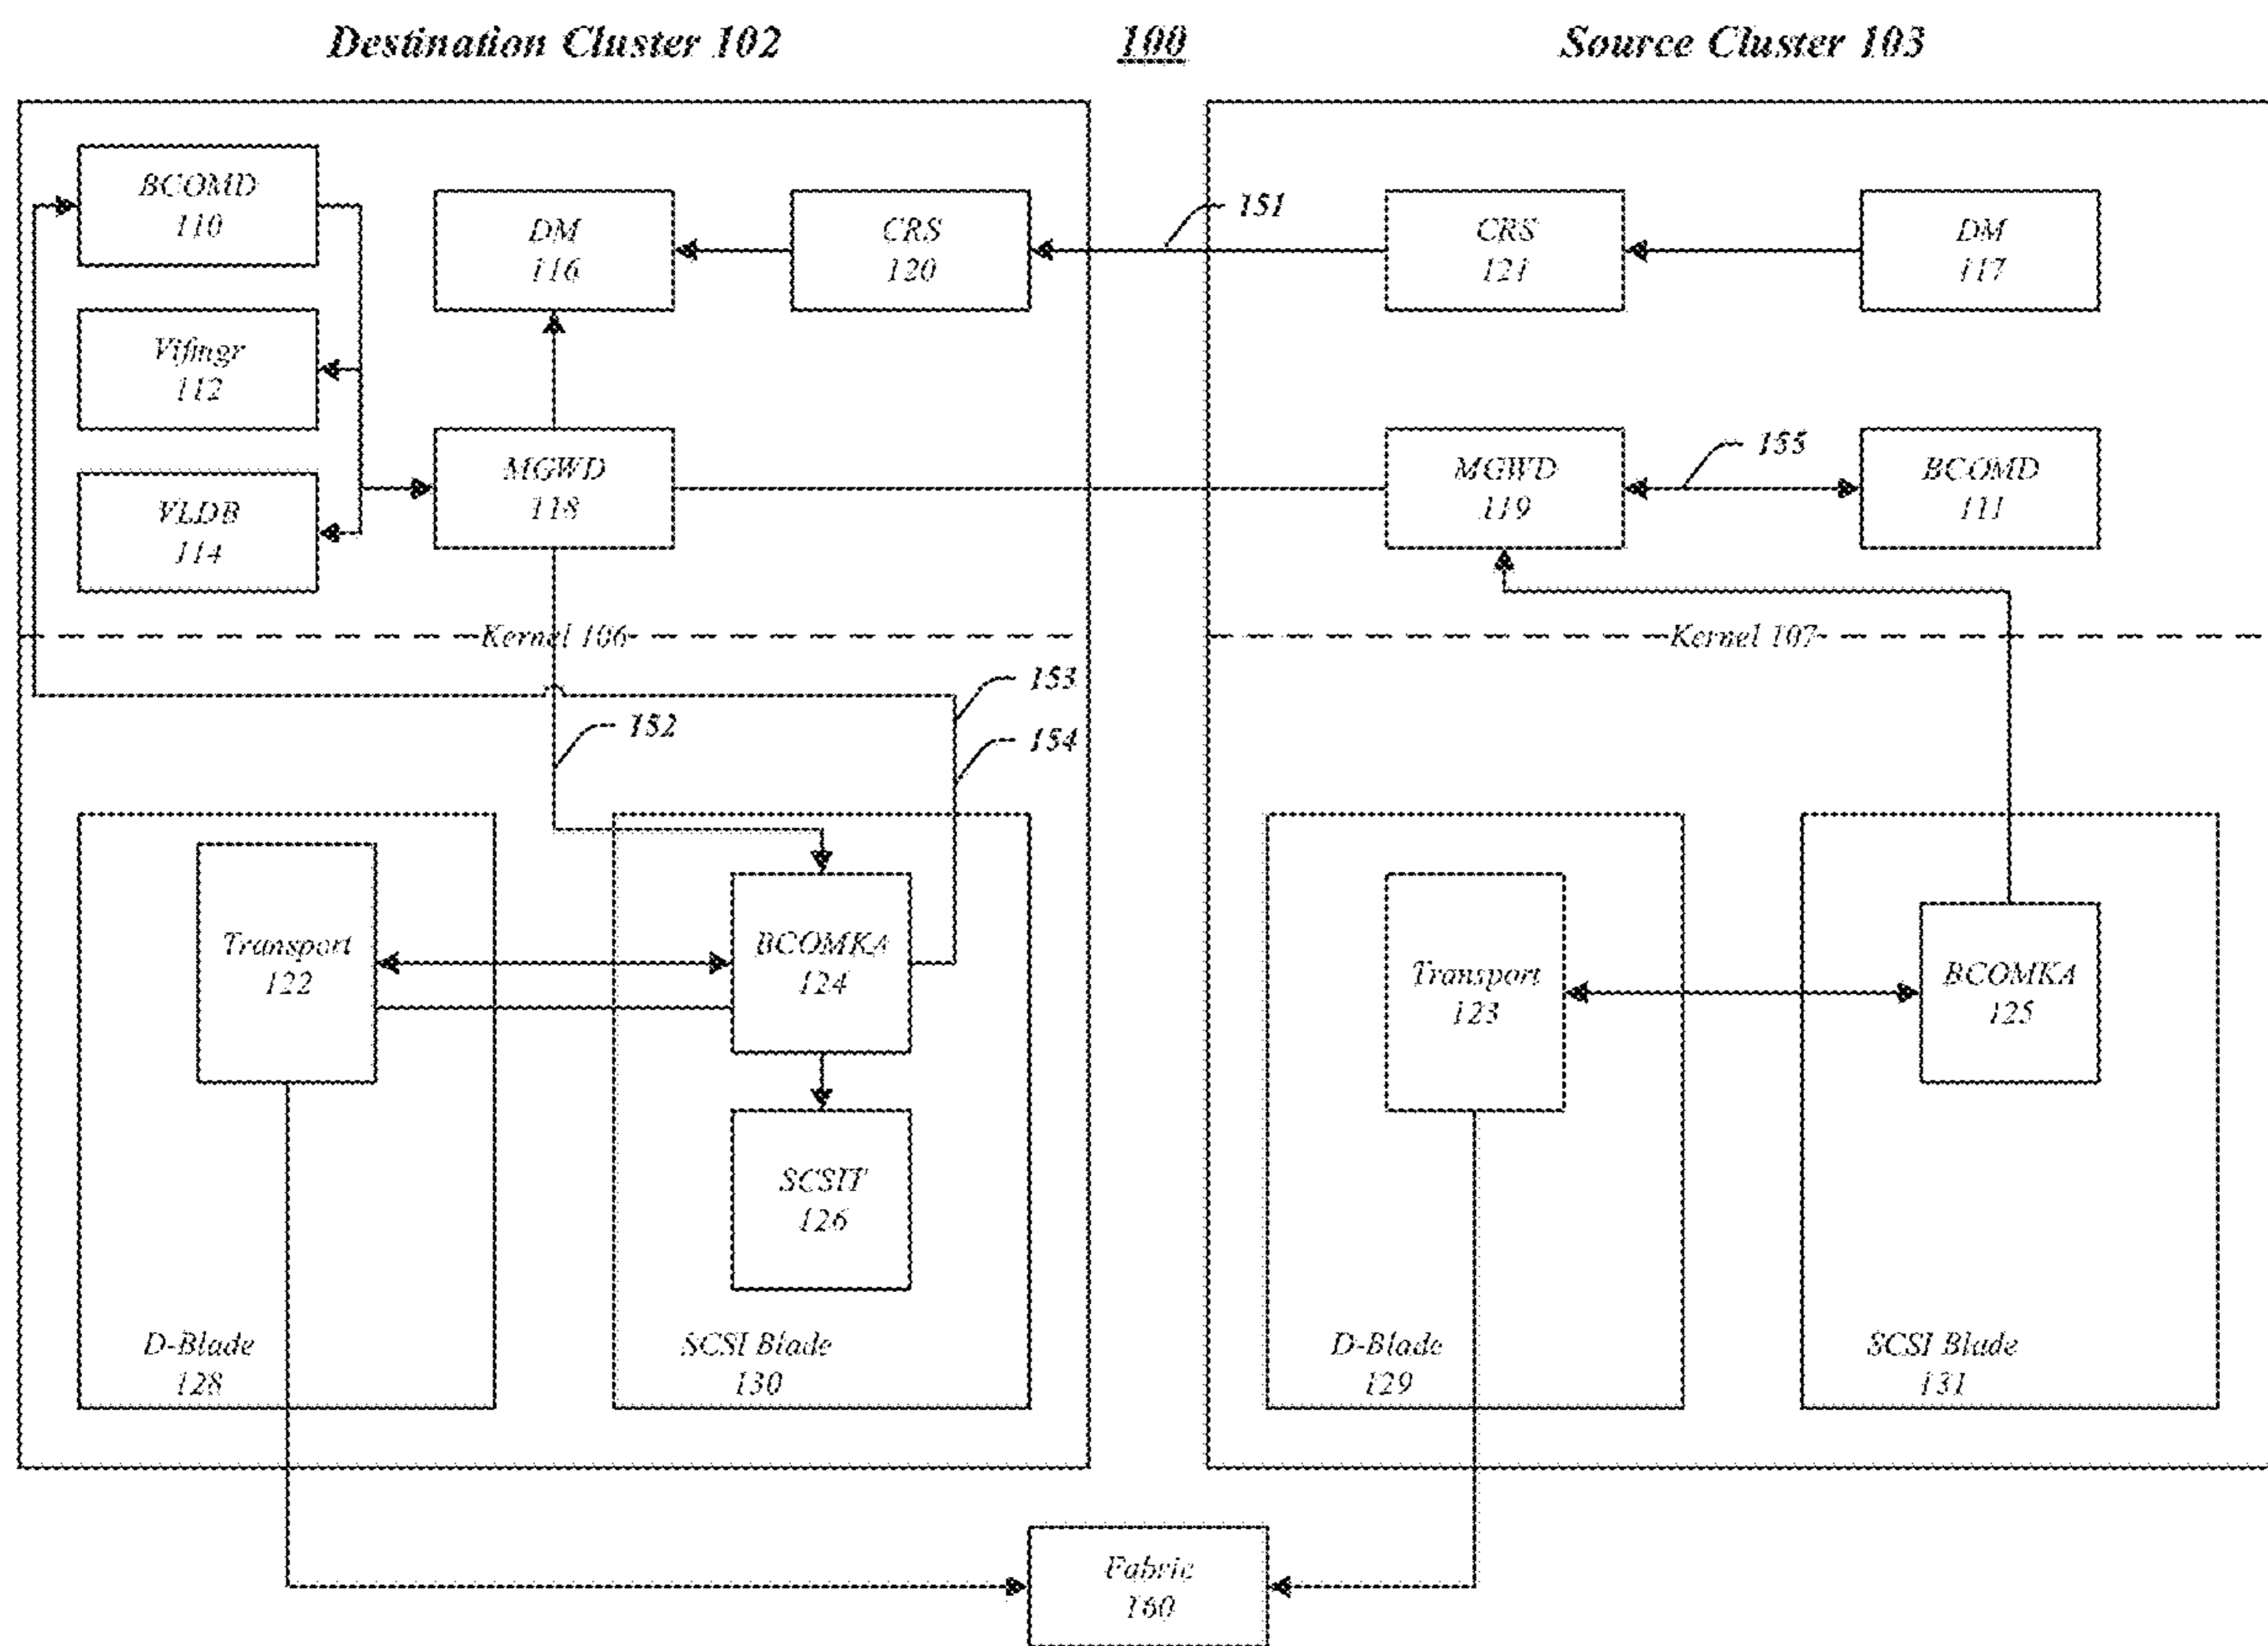 Destination Cluster 102
100
Source Cluster 103
BCOMD
110
DM
116
CRS
120
151
CRS
121
DM
117
Vifmgr
112
MGWD
118
MGWD
119
155
BCOMD
111
VLDB
114
Kernel 106
Kernel 107
153
152
154
Transport
122
BCOMKA
124
Transport
123
BCOMKA
125
SCSIT
126
D-Blade
128
SCSI Blade
130
D-Blade
129
SCSI Blade
131
Fabric
160